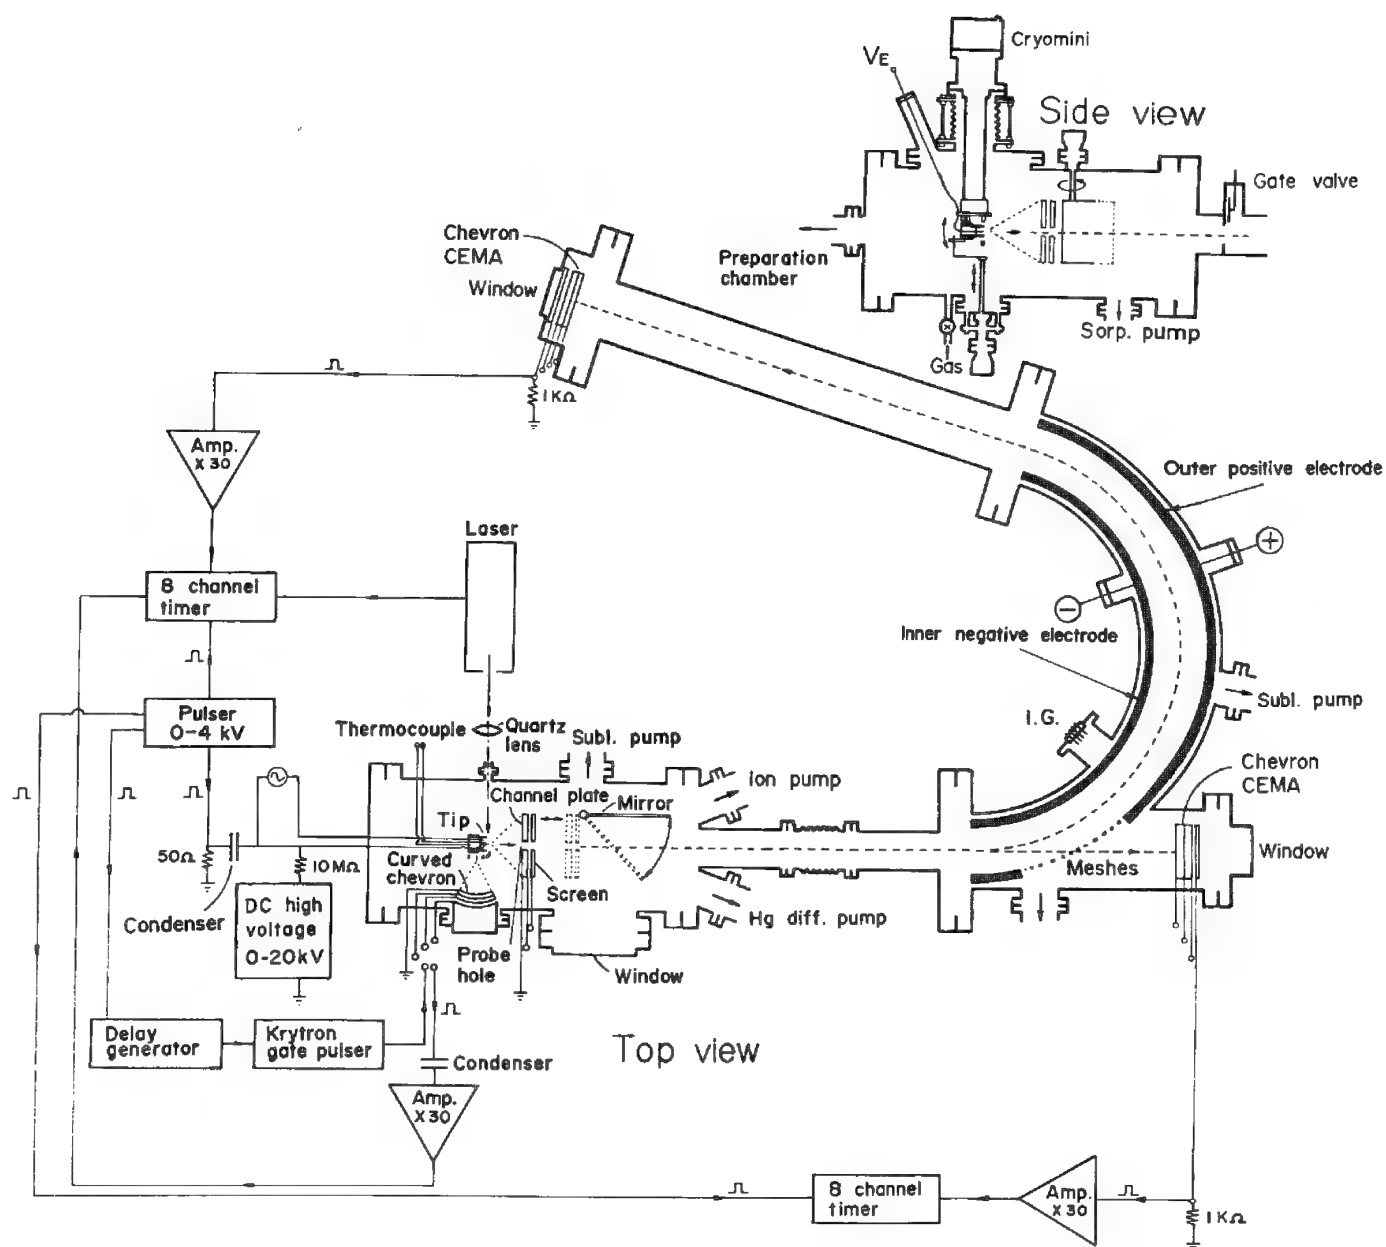 Cryomini
VE
Side view
Gate valve
Chevron
CEMA
Window
Preparation
chamber
Sorp. pump
Gas
1KΩ
Amp.
X 30
Outer positive electrode
Laser
+
8 channel
timer
−
Inner negative electrode
Pulser
0-4 kV
Thermocouple
Quartz
lens
Subl. pump
I.G.
Subl. pump
Chevron
CEMA
Ion pump
Channel plate
Mirror
Tip
50Ω
10MΩ
Curved
chevron
Screen
Meshes
Window
Condenser
DC high
voltage
0-20kV
Hg diff. pump
Probe
hole
Window
Delay
generator
Krytron
gate pulser
Condenser
Top view
Amp.
X 30
8 channel
timer
Amp.
X 30
1KΩ